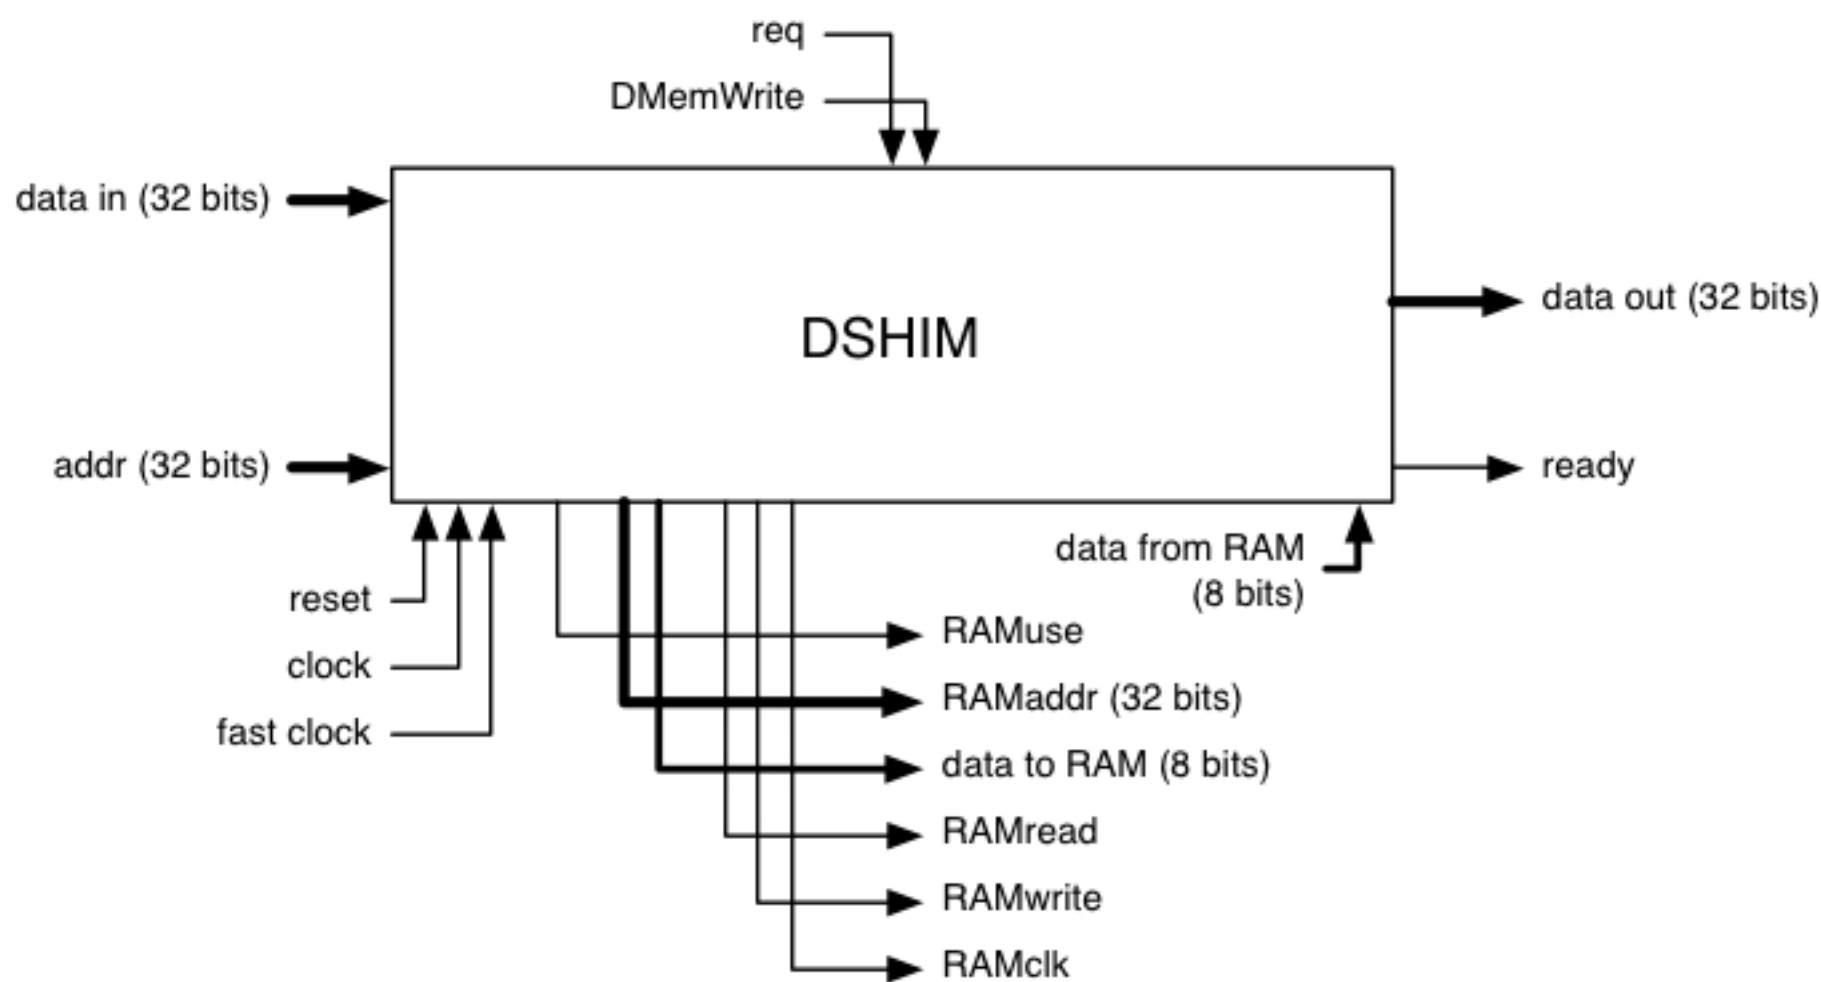 req
DMemWrite
data in (32 bits)
DSHIM
data out (32 bits)
addr (32 bits)
ready
data from RAM
(8 bits)
reset
clock
fast clock
RAMuse
RAMaddr (32 bits)
data to RAM (8 bits)
RAMread
RAMwrite
RAMclk